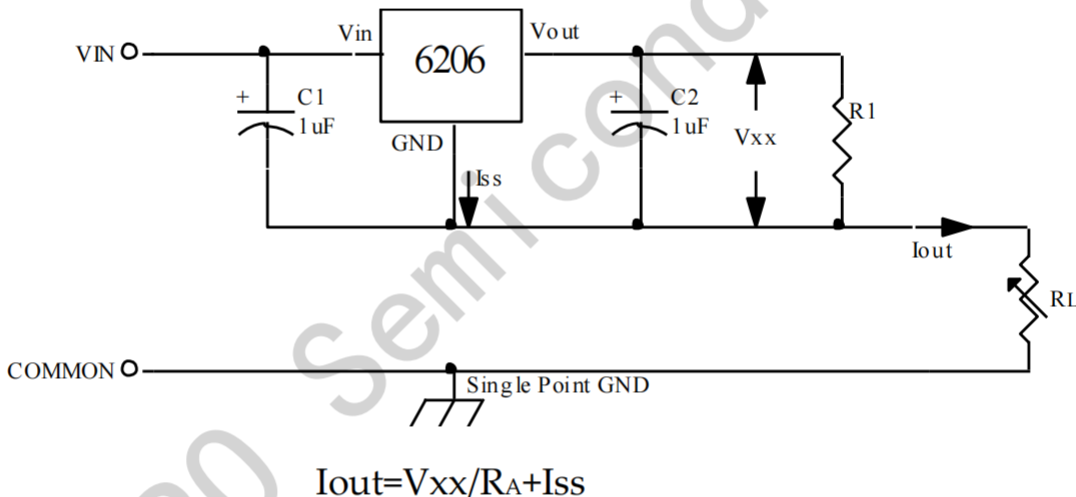 Vin
Vout
VIN
6206
+
C1
1uF
+
C2
1uF
Vxx
R1
GND
Iss
Iout
RL
COMMON
Single Point GND
Iout=Vxx/RA+Iss
Semicond